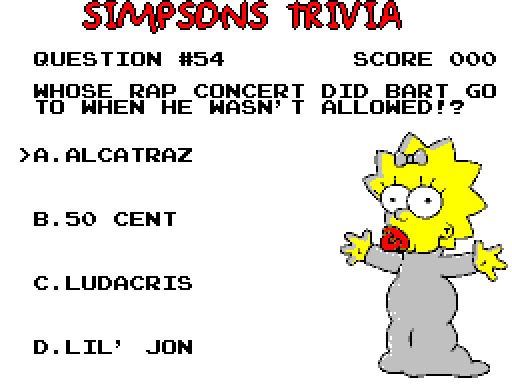 SIMPSONS TRIVIA
QUESTION #54 SCORE 000
WHOSE RAP CONCERT DID BART GO
TO WHEN HE WASN'T ALLOWED!?
>A.ALCATRAZ
B.50 CENT
C.LUDACRIS
D.LIL' JON